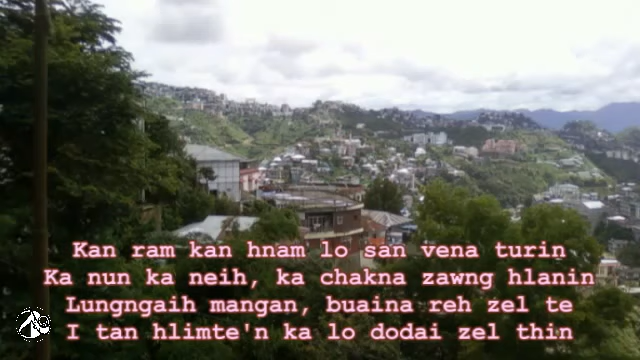 Kan ram kan hnam lo san vena turin
Ka nun ka neih, ka chakna zawng hlanin
Lungngaih mangan, buaina reh zel te
I tan hlimte'n ka lo dodai zel thin